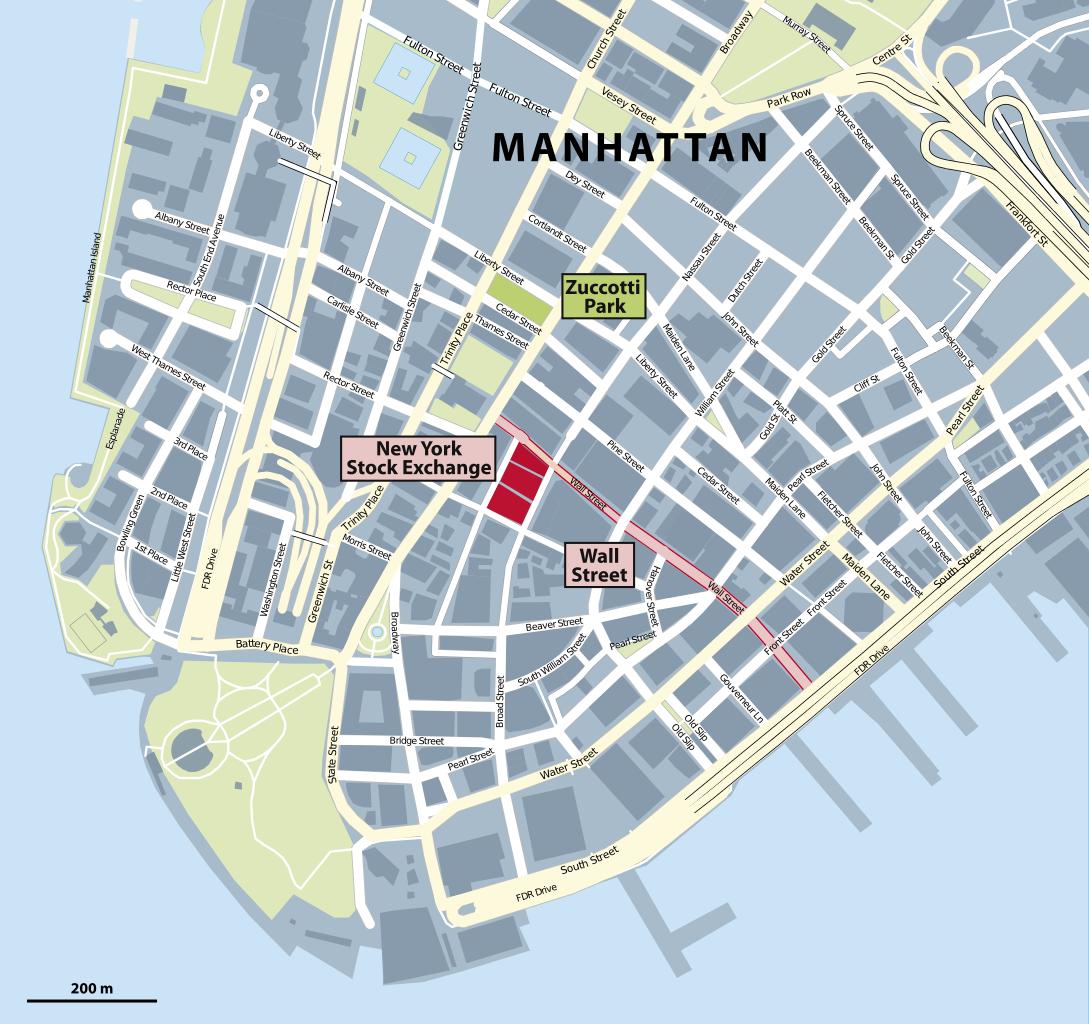 Murray Street
Centre St
Broadway
Church Street
Fulton Street
Greenwich Street
Fulton Street
Vesey Street
Park Row
Spruce Street
MANHATTAN
Liberty Street
Dey Street
Beekman Street
Spruce Street
Fulton Street
Albany Street
South End Avenue
Cortlandt Street
Nassau Street
Beekman St
Gold Street
Frankfort St
Manhattan Island
Rector Place
Albany Street
Liberty Street
Dutch Street
Zuccotti
Park
Carlisle Street
Greenwich Street
Trinity Place
Cedar Street
Thames Street
Maiden Lane
John Street
Gold Street
Beekman St
Fulton Street
West Thames Street
Rector Street
Liberty Street
William Street
Cliff St
Platt St
Gold St
Pearl Street
Esplanade
3rd Place
New York
Stock Exchange
Pine Street
Cedar Street
Pearl Street
John Street
Fulton Street
2nd Place
Bowling Green
Trinity Place
Wall Street
Maiden Lane
Fletcher Street
1st Place
Little West Street
FDR Drive
Washington Street
Greenwich St
Morris Street
Wall
Street
Hanover Street
Wall Street
Water Street
Maiden Lane
Fletcher Street
John Street
South Street
Front Street
Broadway
Beaver Street
Pearl Street
Front Street
FDR Drive
Battery Place
South William Street
Broad Street
Gouverneur Ln
Old Slip
Old Slip
State Street
Bridge Street
Pearl Street
Water Street
South Street
FDR Drive
200 m